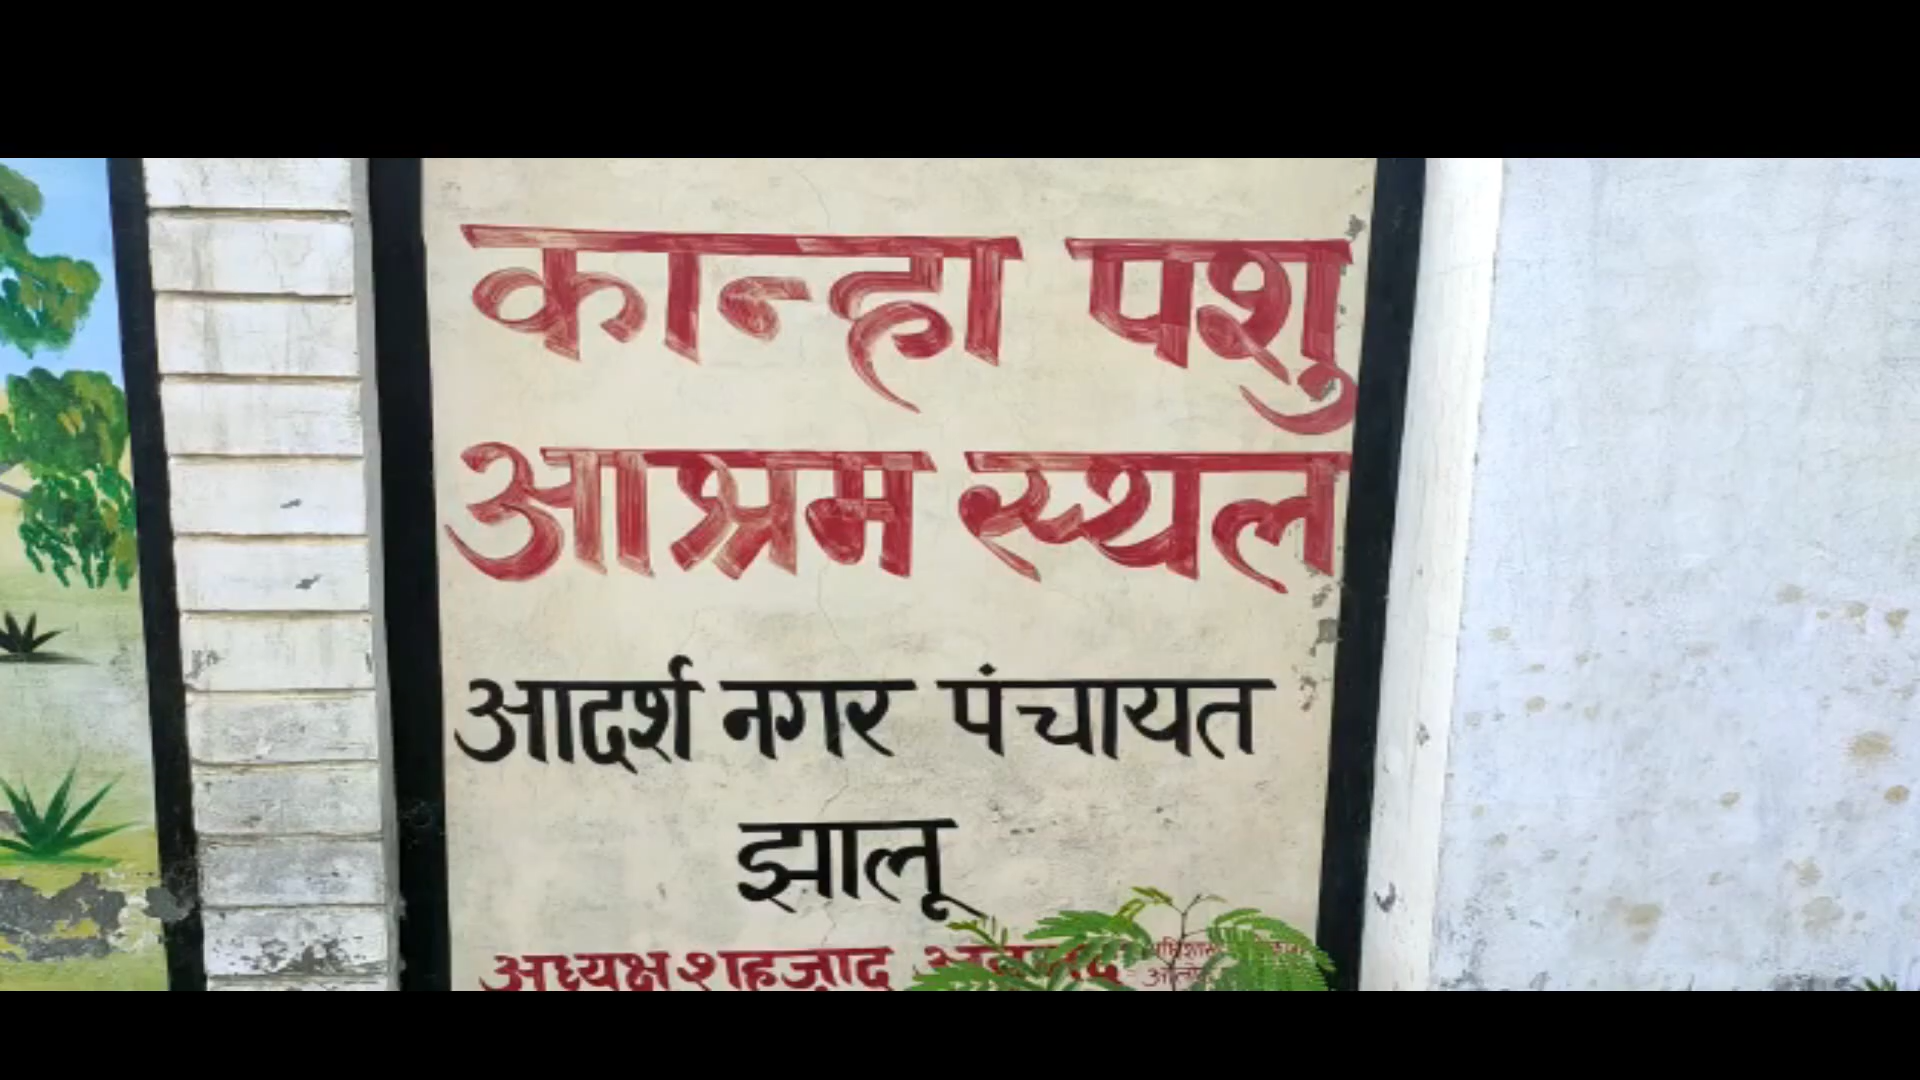 कान्हा पशु
आश्रम स्थल
आदर्श नगर पंचायत
झालू
अध्यक्ष शहजाद